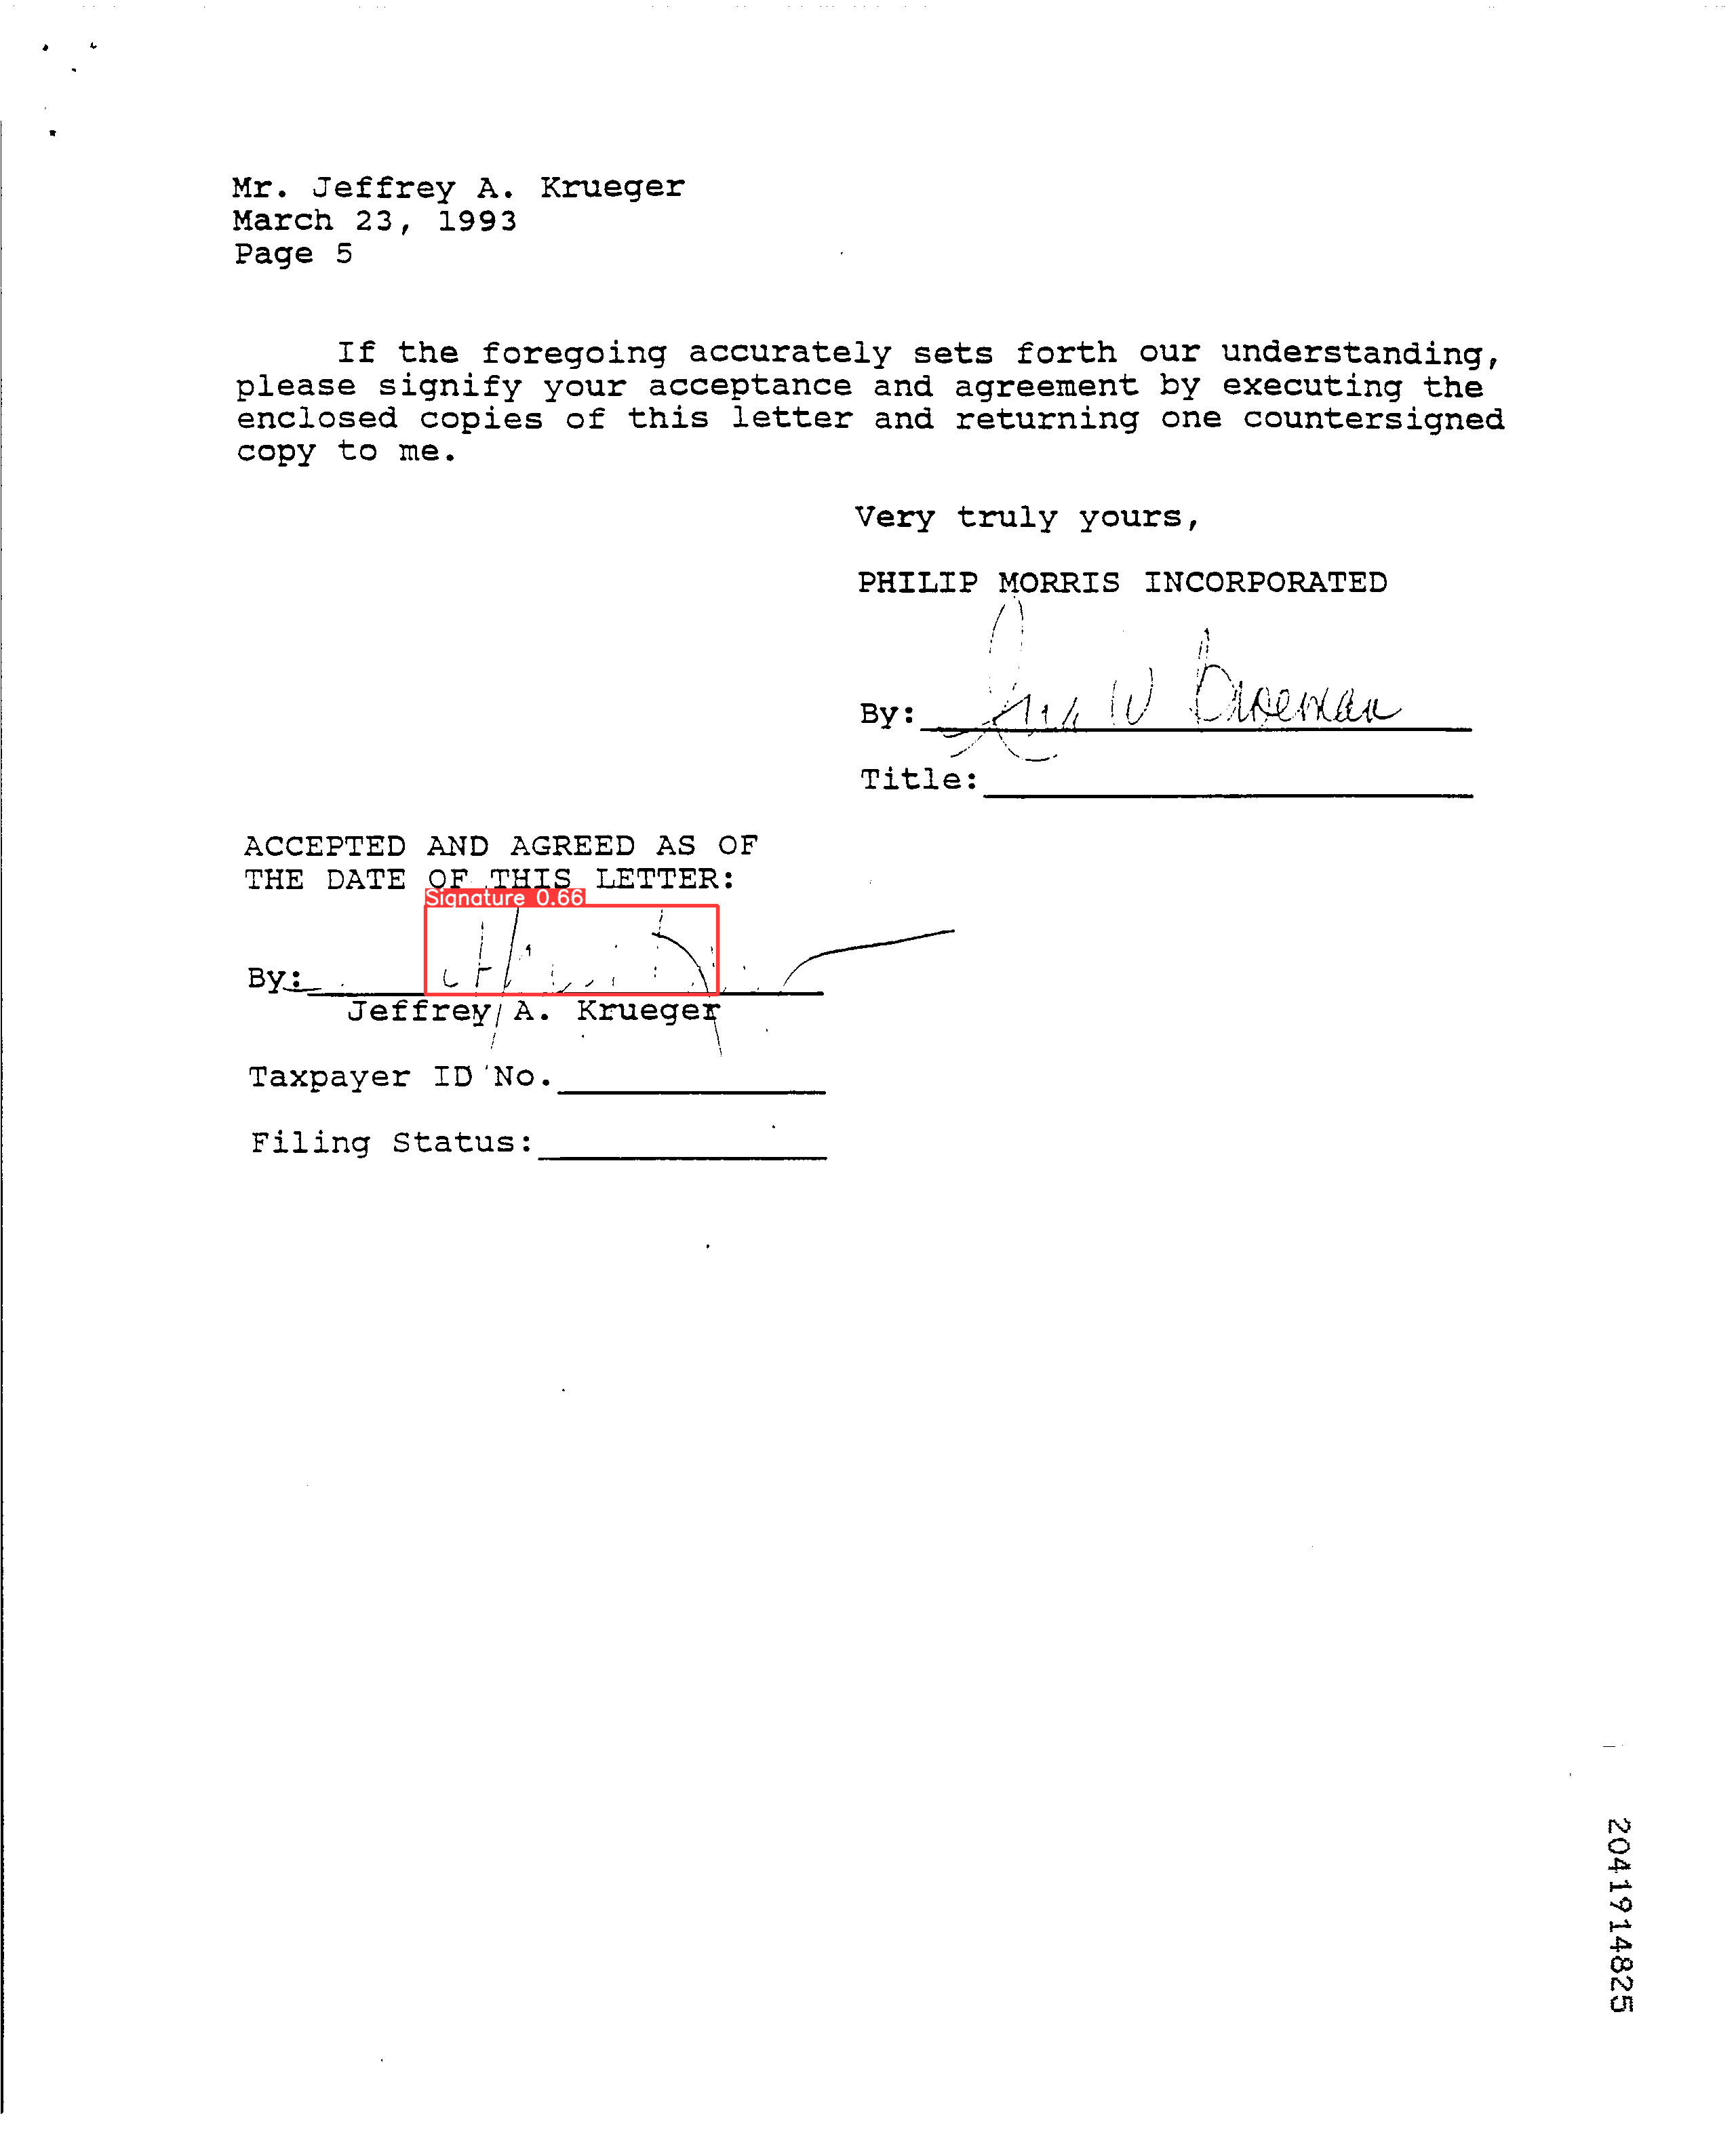 Mr. Jeffrey A. Krueger
March 23, 1993
Page 5
If the foregoing accurately sets forth our understanding,
please signify your acceptance and agreement by executing the
enclosed copies of this letter and returning one countersigned
copy to me.
Very truly yours,
PHILIP MORRIS INCORPORATED
By: W
Title:
ACCEPTED AND AGREED AS OF
THE DATE OF THIS LETTER:
Signature 0.66
By:
Jeffrey A. Krueger
Taxpayer ID No.
Filing Status:
2041914825